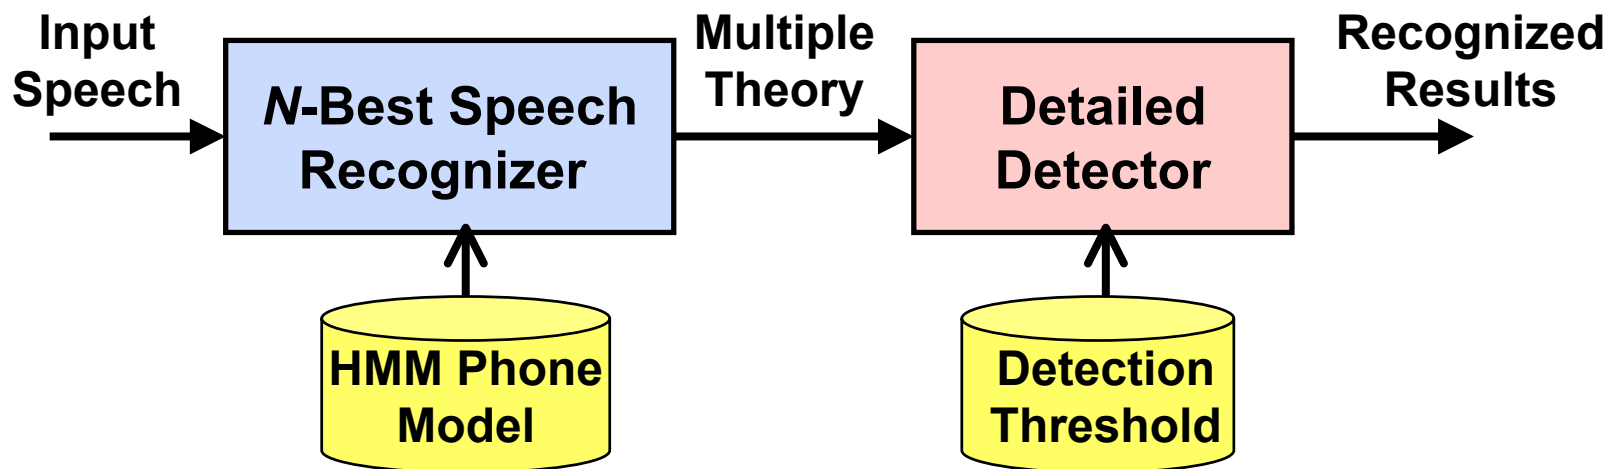 Input
Speech
N-Best Speech
Recognizer
Multiple
Theory
Detailed
Detector
Recognized
Results
HMM Phone
Model
Detection
Threshold